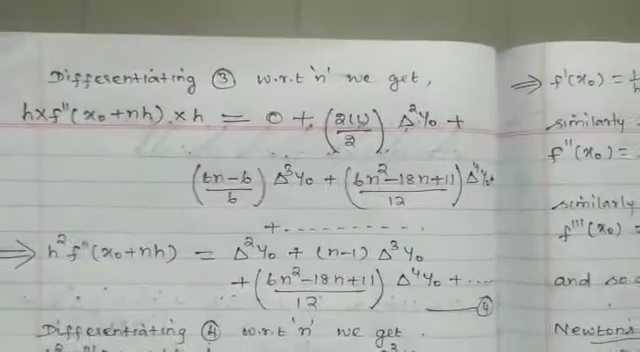 Differentiating ③ w.r.t 'n' we get,
h×f''(x₀+nh) × h = 0 + (2(1)/2) Δ²y₀ +
((6n-6)/6) Δ³y₀ + ((6n²-18n+11)/12) Δ⁴y₀+
+ - - - - - - - -
⇒ h² f''(x₀+nh) = Δ²y₀ + (n-1) Δ³y₀
+ ((6n²-18n+11)/12) Δ⁴y₀ + ....
—④
Differentiating ④ w.r.t 'n' we get.
⇒ f'(x₀) = 1/h
similarly
f''(x₀) =
similarly
f'''(x₀) =
and so
Newton's